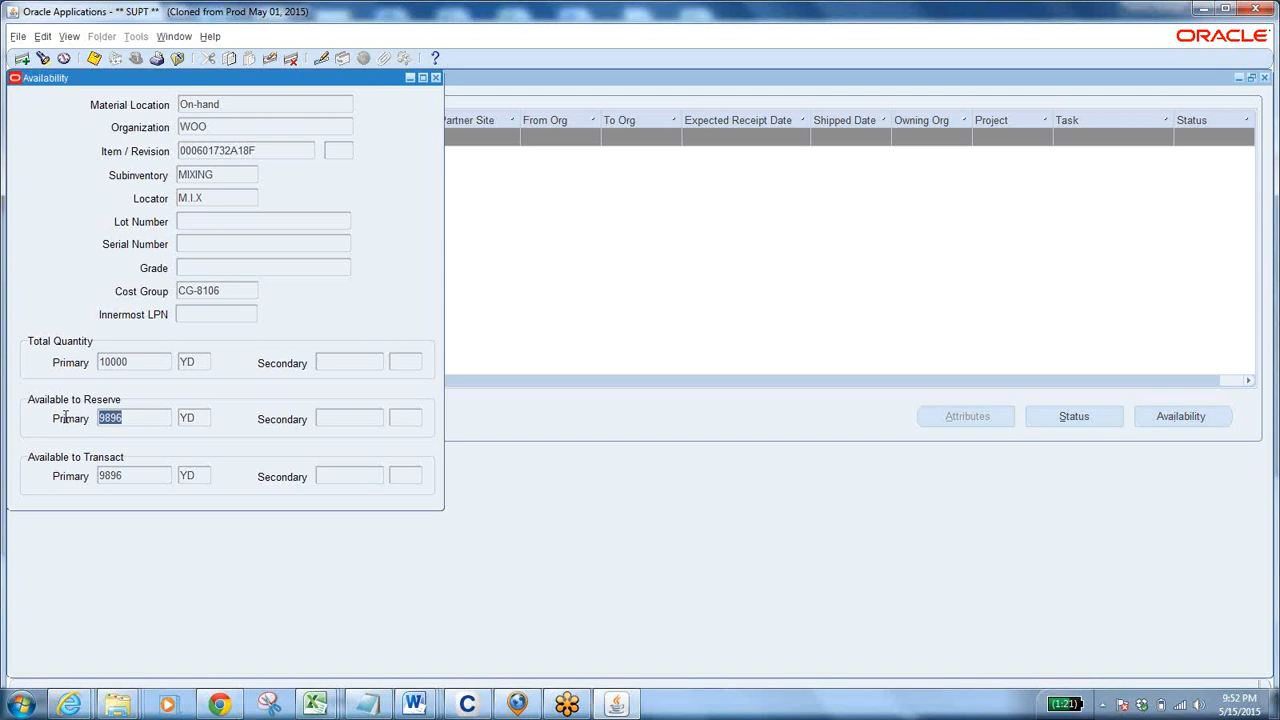 Oracle Applications - ** SUPT ** (Cloned from Prod May 01, 2015)
File Edit View Folder Tools Window Help
ORACLE
Availability
Material Location On-hand
Organization WOO
Item / Revision 000601732A18F
Subinventory MIXING
Locator M.I.X
Lot Number
Serial Number
Grade
Cost Group CG-8106
Innermost LPN
Total Quantity
Primary 10000 YD Secondary
Available to Reserve
Primary 9896 YD Secondary
Available to Transact
Primary 9896 YD Secondary
Partner Site From Org To Org Expected Receipt Date Shipped Date Owning Org Project Task Status
Attributes Status Availability
(1:21)
9:52 PM
5/15/2015